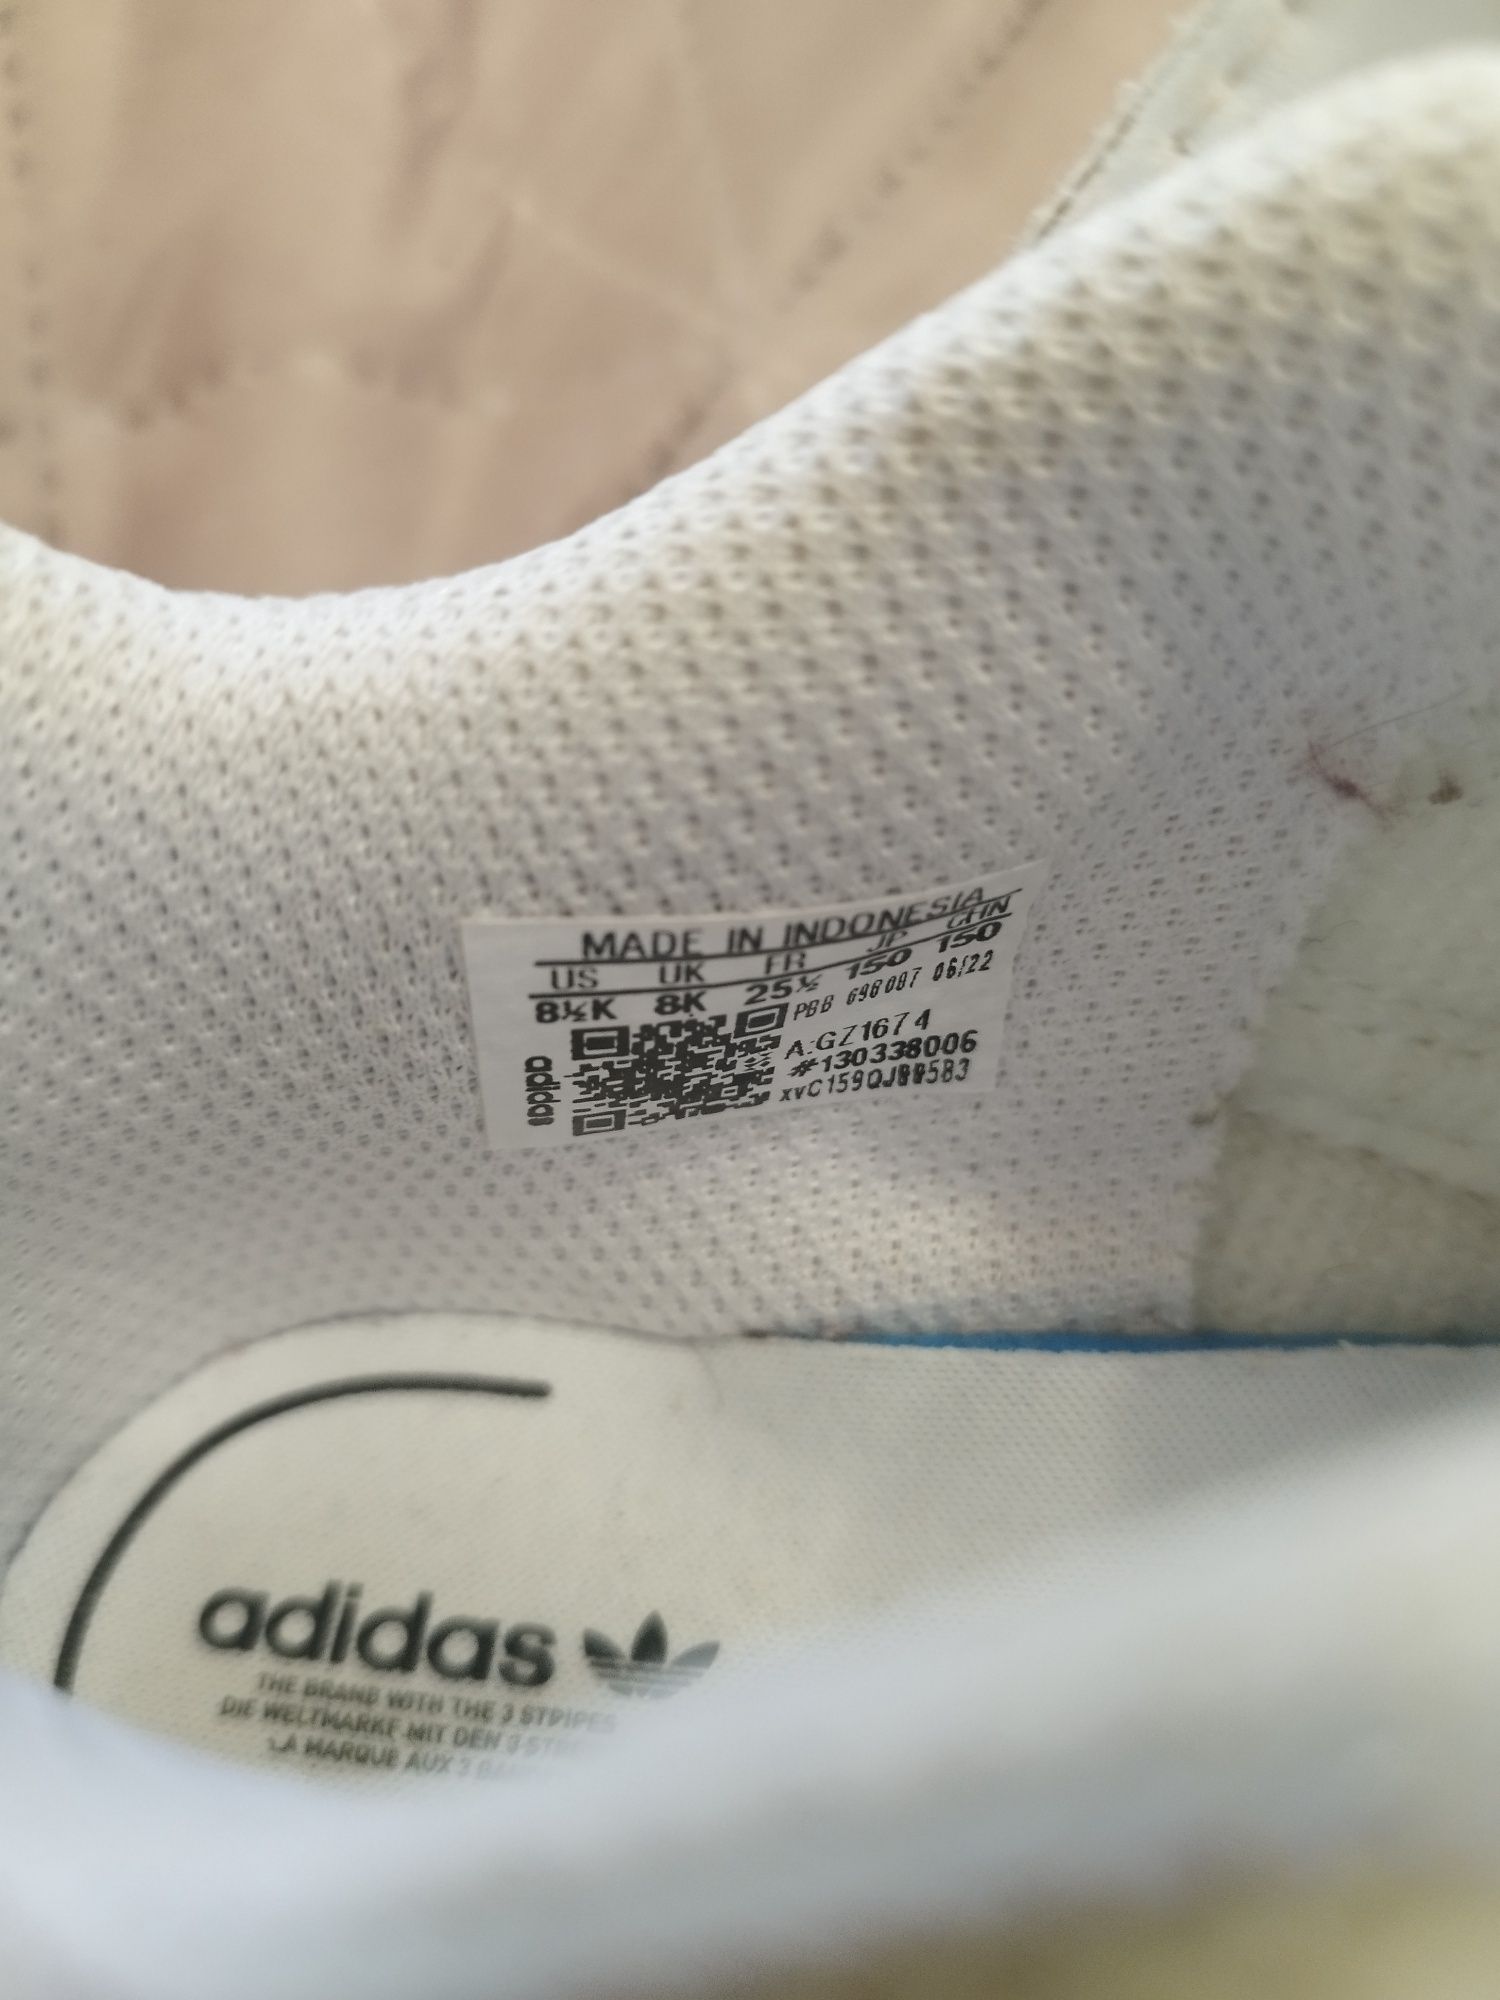 MADE IN INDONESIA
US UK FR JP CHN
8½K 8K 25½ 150 150
PBB 698087 06/22
A:GZ1674
#130338006
adidas
adidas
THE BRAND WITH THE 3 STRIPES
DIE WELTMARKE MIT DEN 3
LA MARQUE AUX 3